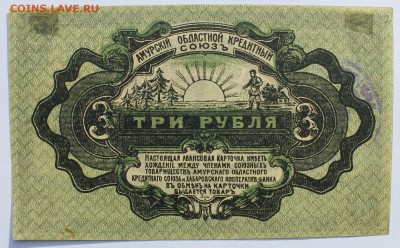 COINS.LAVE.RU
АМУРСКИЙ ОБЛАСТНОЙ КРЕДИТНЫЙ
СОЮЗЪ
3 3
ТРИ РУБЛЯ
НАСТОЯЩАЯ АВАНСОВАЯ КАРТОЧКА ИМѢЕТЪ
ХОЖДЕНІЕ МЕЖДУ ЧЛЕНАМИ СОЮЗНЫХЪ
ТОВАРИЩЕСТВЪ АМУРСКАГО ОБЛАСТНОГО
КРЕДИТНАГО СОЮЗА И ХАБАРОВСКАГО КООПЕРАТИВ. БАНКА
ВЪ ОБМѢНЪ НА КАРТОЧКИ
ВЫДАЕТСЯ ТОВАРЪ